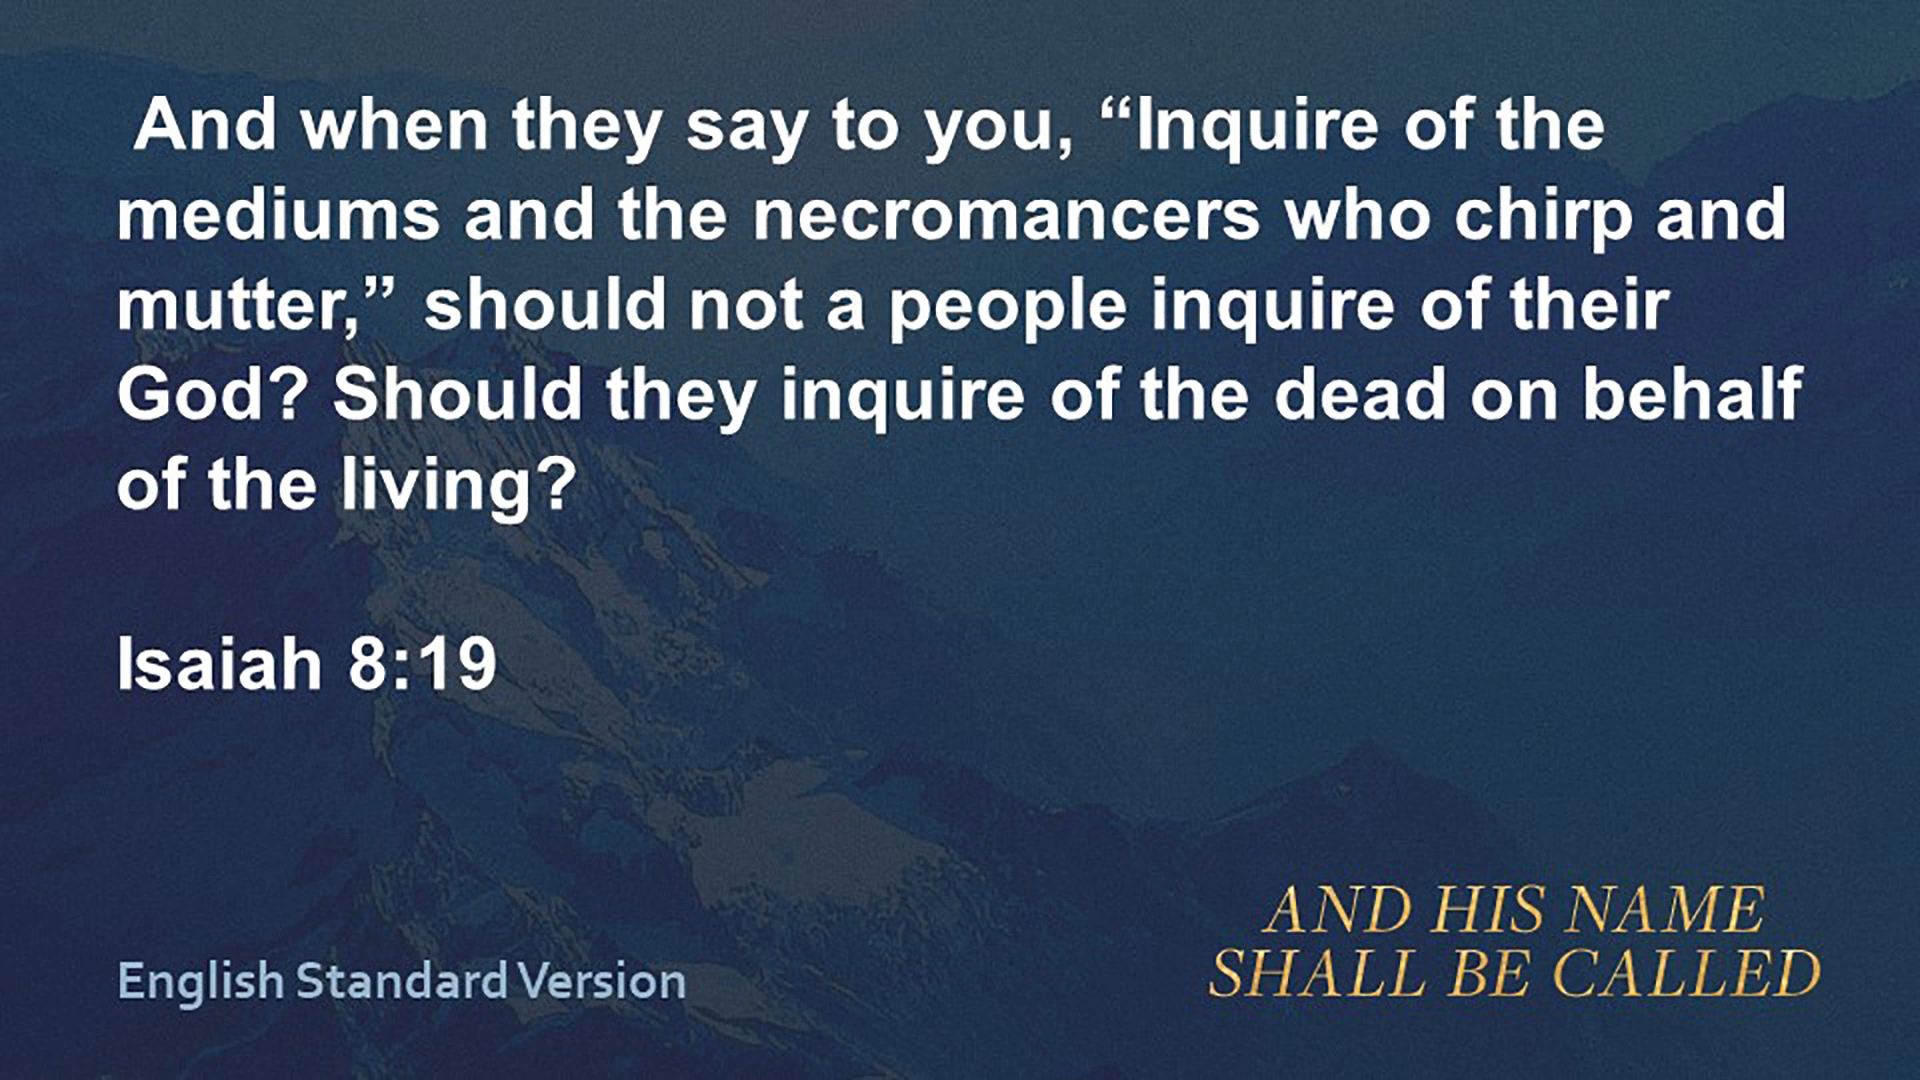 And when they say to you, “Inquire of the
mediums and the necromancers who chirp and
mutter,” should not a people inquire of their
God? Should they inquire of the dead on behalf
of the living?
Isaiah 8:19
English Standard Version
AND HIS NAME
SHALL BE CALLED